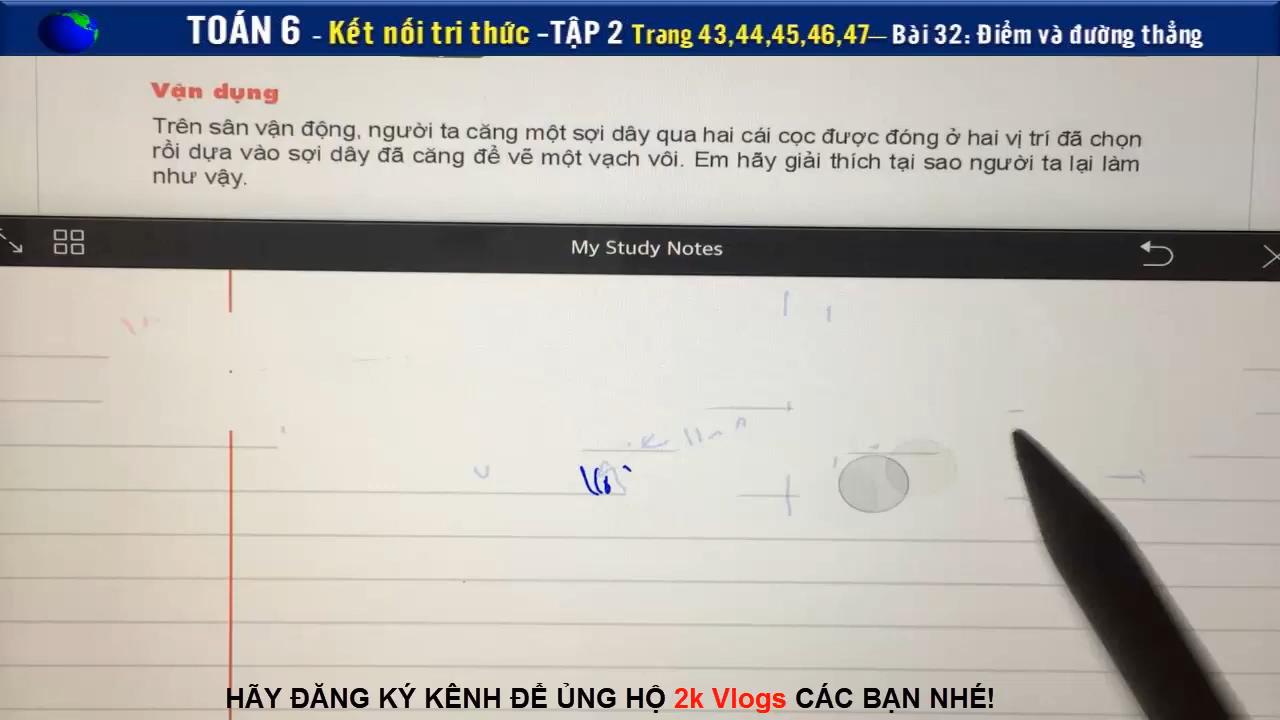 TOÁN 6 - Kết nối tri thức -TẬP 2 Trang 43,44,45,46,47– Bài 32: Điểm và đường thẳng
Vận dụng
Trên sân vận động, người ta căng một sợi dây qua hai cái cọc được đóng ở hai vị trí đã chọn
rồi dựa vào sợi dây đã căng để vẽ một vạch vôi. Em hãy giải thích tại sao người ta lại làm
như vậy.
My Study Notes
HÃY ĐĂNG KÝ KÊNH ĐỂ ỦNG HỘ 2k Vlogs CÁC BẠN NHÉ!